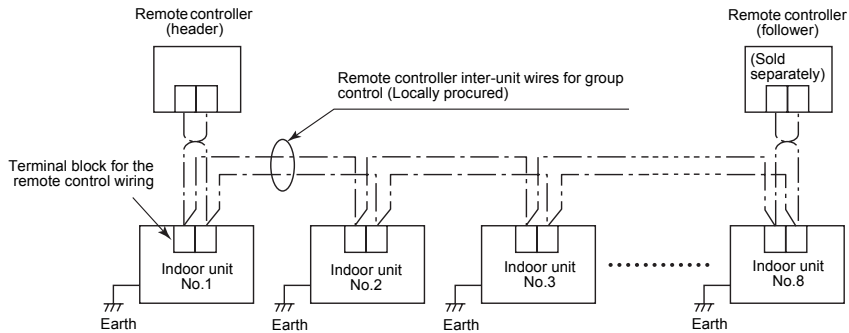 Remote controller
(header)
Remote controller
(follower)
(Sold
separately)
Remote controller inter-unit wires for group
control (Locally procured)
Terminal block for the
remote control wiring
Indoor unit
No.1
Indoor unit
No.2
Indoor unit
No.3
Indoor unit
No.8
Earth
Earth
Earth
Earth